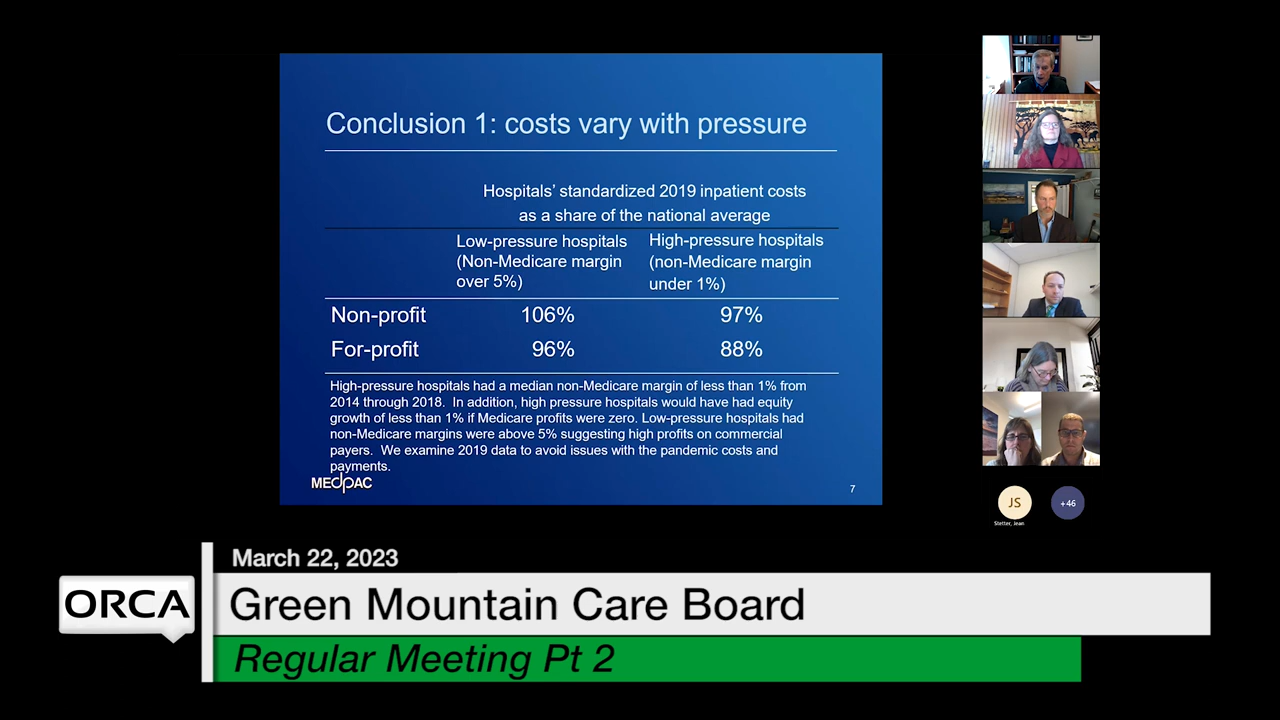 Conclusion 1: costs vary with pressure
Hospitals' standardized 2019 inpatient costs
as a share of the national average
Low-pressure hospitals
(Non-Medicare margin
over 5%)
High-pressure hospitals
(non-Medicare margin
under 1%)
Non-profit 106% 97%
For-profit 96% 88%
High-pressure hospitals had a median non-Medicare margin of less than 1% from
2014 through 2018. In addition, high pressure hospitals would have had equity
growth of less than 1% if Medicare profits were zero. Low-pressure hospitals had
non-Medicare margins were above 5% suggesting high profits on commercial
payers. We examine 2019 data to avoid issues with the pandemic costs and
payments.
MEDPAC
7
JS
+46
Stetter, Jean
March 22, 2023
ORCA
Green Mountain Care Board
Regular Meeting Pt 2